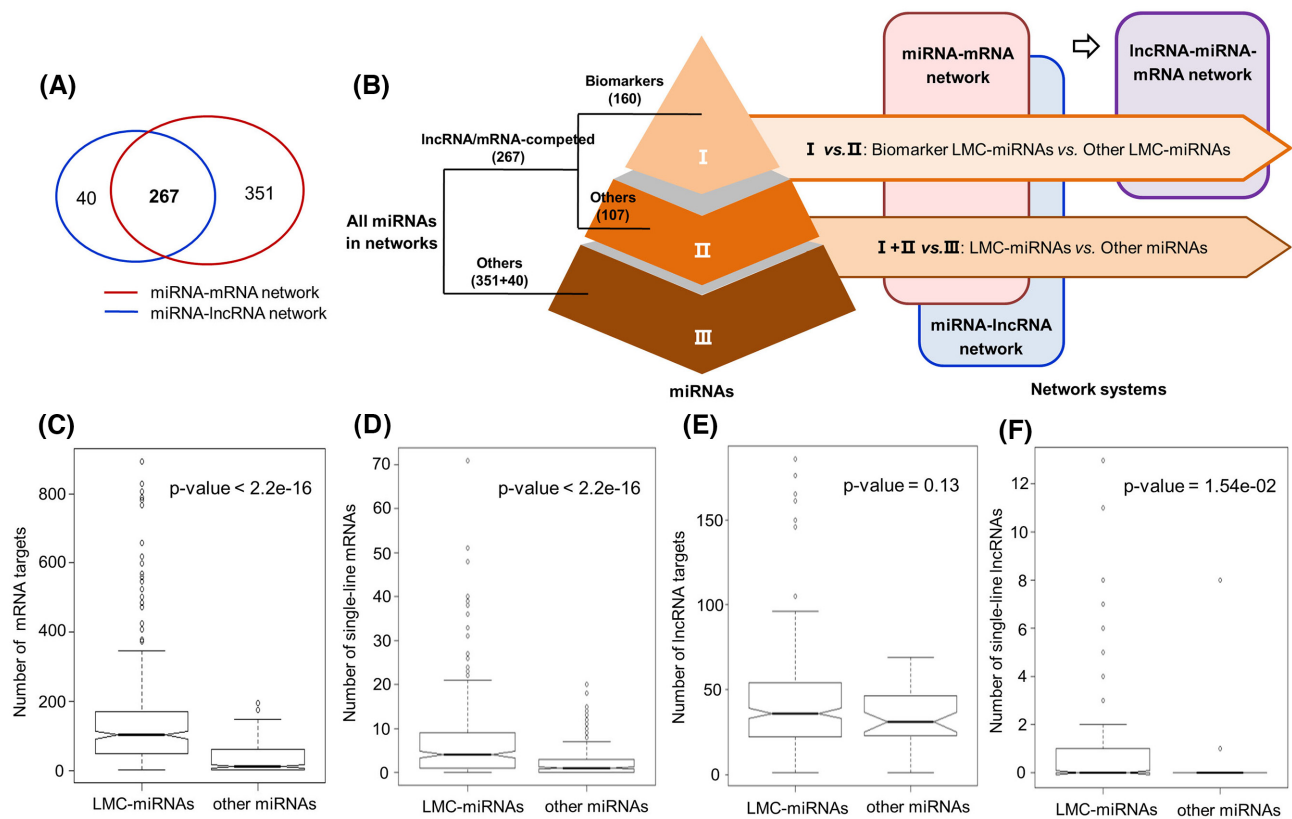 (A)
40
267
351
miRNA-mRNA network
miRNA-lncRNA network
(B)
Biomarkers
(160)
lncRNA/mRNA-competed
(267)
Others
(107)
All miRNAs
in networks
Others
(351+40)
I
II
III
miRNAs
miRNA-mRNA
network
lncRNA-miRNA-
mRNA network
I vs.II: Biomarker LMC-miRNAs vs. Other LMC-miRNAs
I +II vs.III: LMC-miRNAs vs. Other miRNAs
miRNA-lncRNA
network
Network systems
(C)
Number of mRNA targets
800
600
400
200
0
p-value < 2.2e-16
LMC-miRNAs
other miRNAs
(D)
Number of single-line mRNAs
70
60
50
40
30
20
10
0
p-value < 2.2e-16
LMC-miRNAs
other miRNAs
(E)
Number of lncRNA targets
150
100
50
0
p-value = 0.13
LMC-miRNAs
other miRNAs
(F)
Number of single-line lncRNAs
12
10
8
6
4
2
0
p-value = 1.54e-02
LMC-miRNAs
other miRNAs